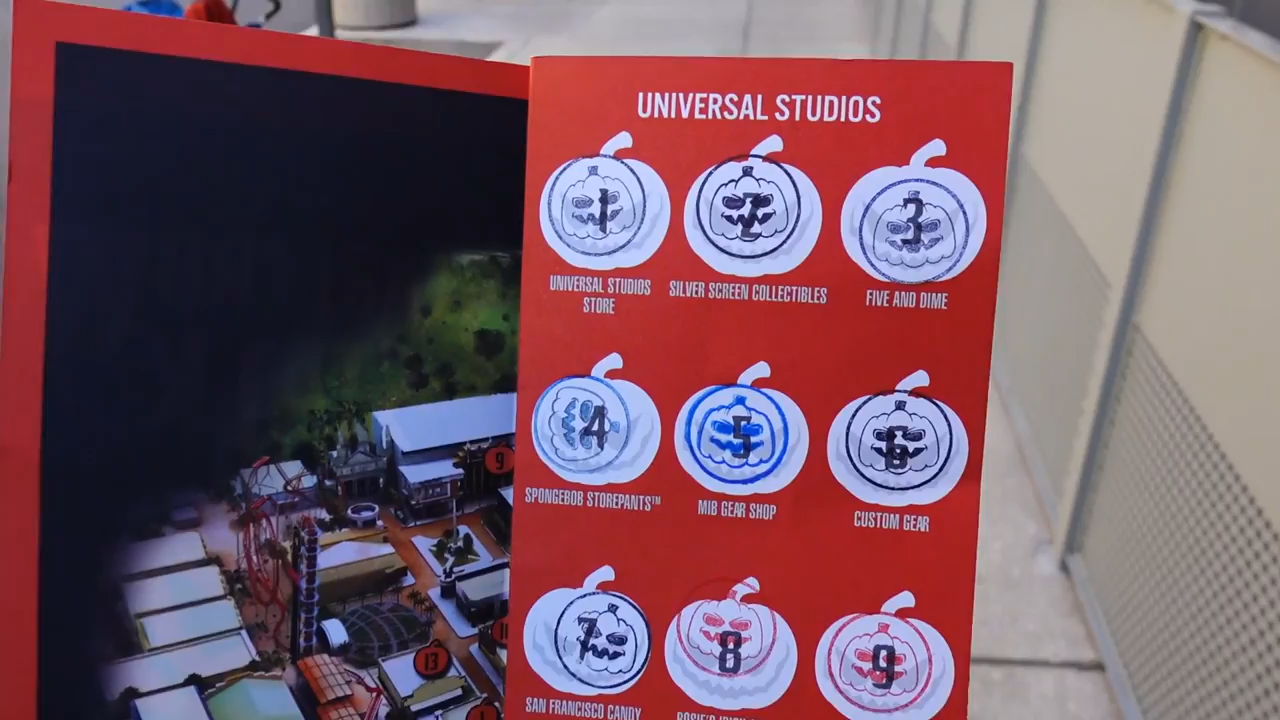 UNIVERSAL STUDIOS
1
2
3
UNIVERSAL STUDIOS
STORE
SILVER SCREEN COLLECTIBLES
FIVE AND DIME
4
5
6
SPONGEBOB STOREPANTS™
MIB GEAR SHOP
CUSTOM GEAR
7
8
9
SAN FRANCISCO CANDY
9
13